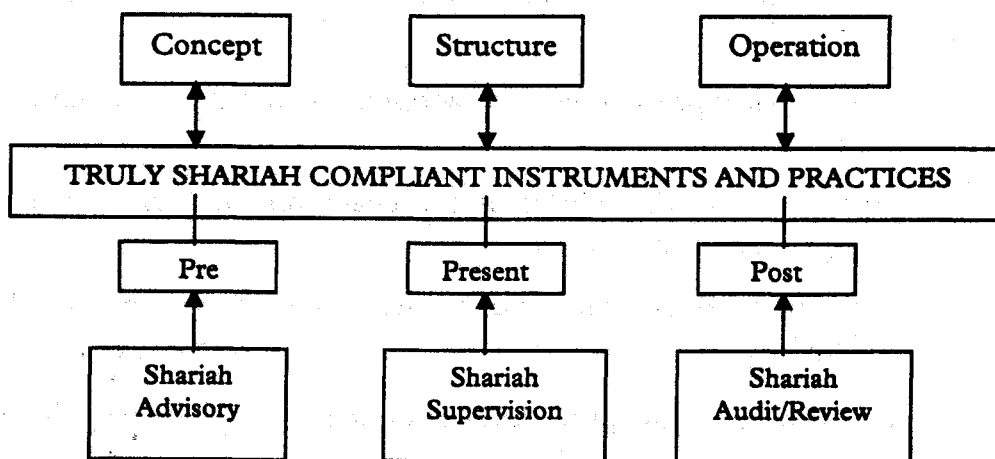 Concept
Structure
Operation
TRULY SHARIAH COMPLIANT INSTRUMENTS AND PRACTICES
Pre
Present
Post
Shariah
Advisory
Shariah
Supervision
Shariah
Audit/Review